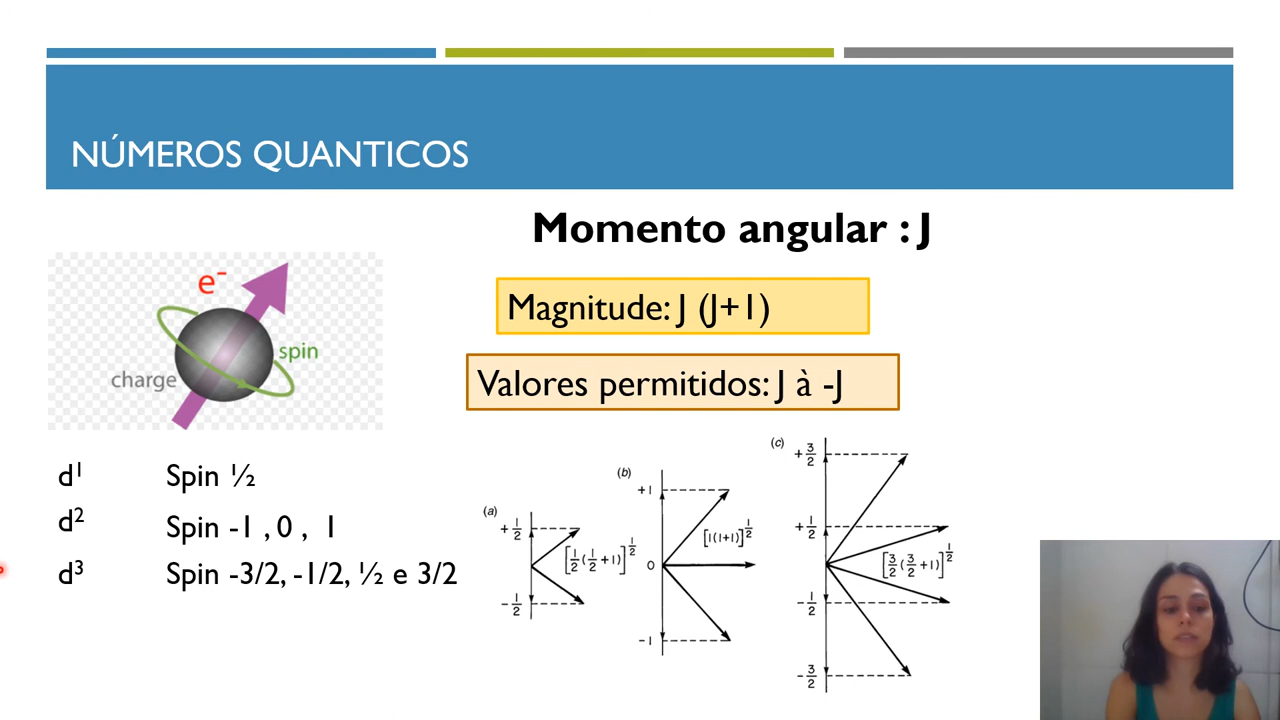 NÚMEROS QUANTICOS
Momento angular : J
Magnitude: J (J+1)
Valores permitidos: J à -J
e⁻
spin
charge
d¹ Spin ½
d² Spin -1 , 0 , 1
d³ Spin -3/2, -1/2, ½ e 3/2
(a)
+ 1/2
[1/2(1/2+1)]^1/2
- 1/2
(b)
+1
[1(1+1)]^1/2
0
-1
(c)
+ 3/2
+ 1/2
[3/2(3/2+1)]^1/2
- 1/2
- 3/2